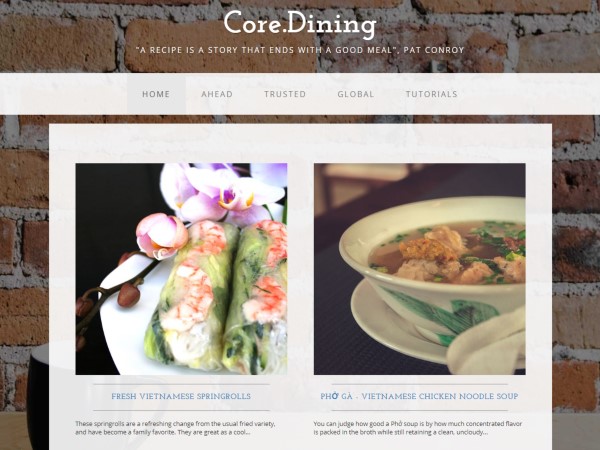 Core.Dining
"A RECIPE IS A STORY THAT ENDS WITH A GOOD MEAL", PAT CONROY
HOME AHEAD TRUSTED GLOBAL TUTORIALS
FRESH VIETNAMESE SPRINGROLLS
These springrolls are a refreshing change from the usual fried variety,
and have become a family favorite. They are great as a cool...
PHỞ GÀ - VIETNAMESE CHICKEN NOODLE SOUP
You can judge how good a Phở soup is by how much concentrated flavor
is packed in the broth while still retaining a clean, uncloudy...